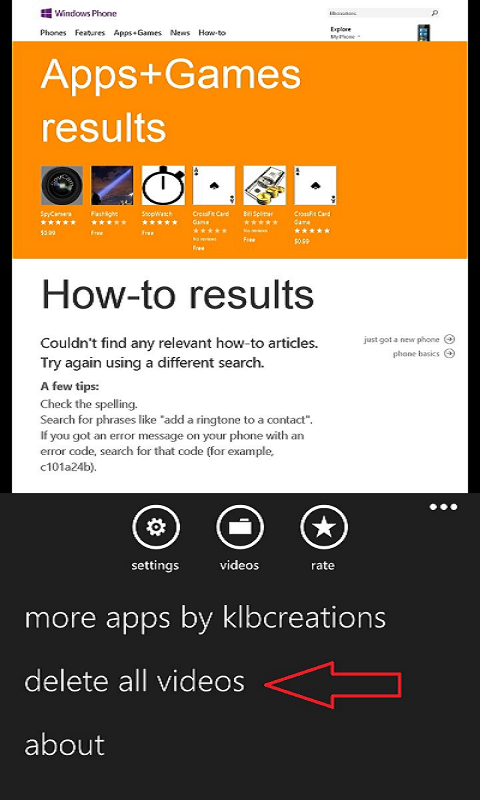 Windows Phone
klbcreations
Phones Features Apps+Games News How-to
Explore
My Phone
Apps+Games
results
SpyCamera
$0.99
Flashlight
Free
StopWatch
Free
CrossFit Card
Game
No reviews
Free
Bill Splitter
No reviews
Free
CrossFit Card
Game
$0.99
How-to results
Couldn't find any relevant how-to articles.
Try again using a different search.
just got a new phone
phone basics
A few tips:
Check the spelling.
Search for phrases like "add a ringtone to a contact".
If you got an error message on your phone with an
error code, search for that code (for example,
c101a24b).
settings videos rate
more apps by klbcreations
delete all videos
about